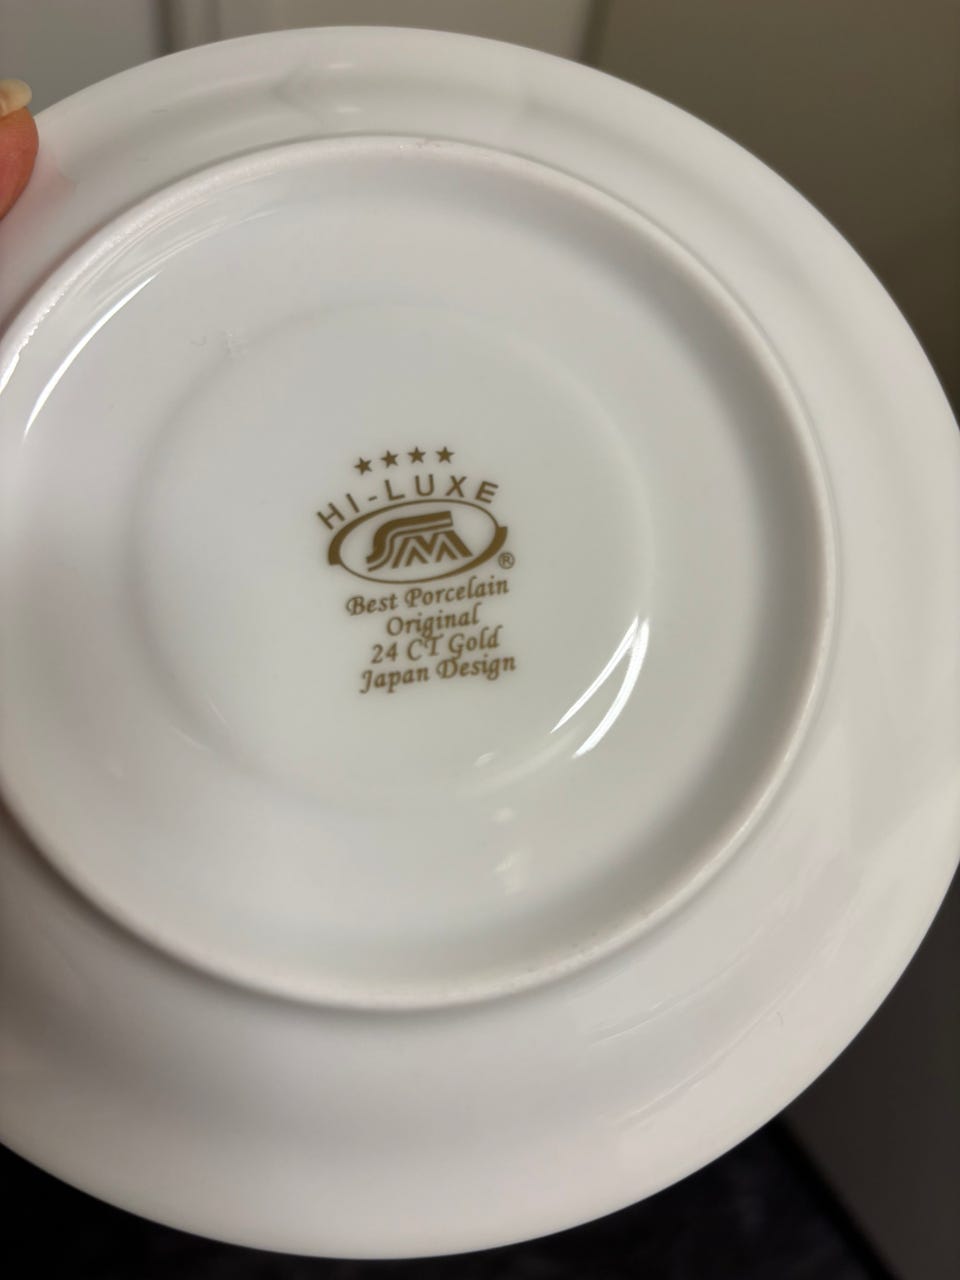 ★★★★
HI-LUXE
SM ®
Best Porcelain
Original
24 CT Gold
Japan Design